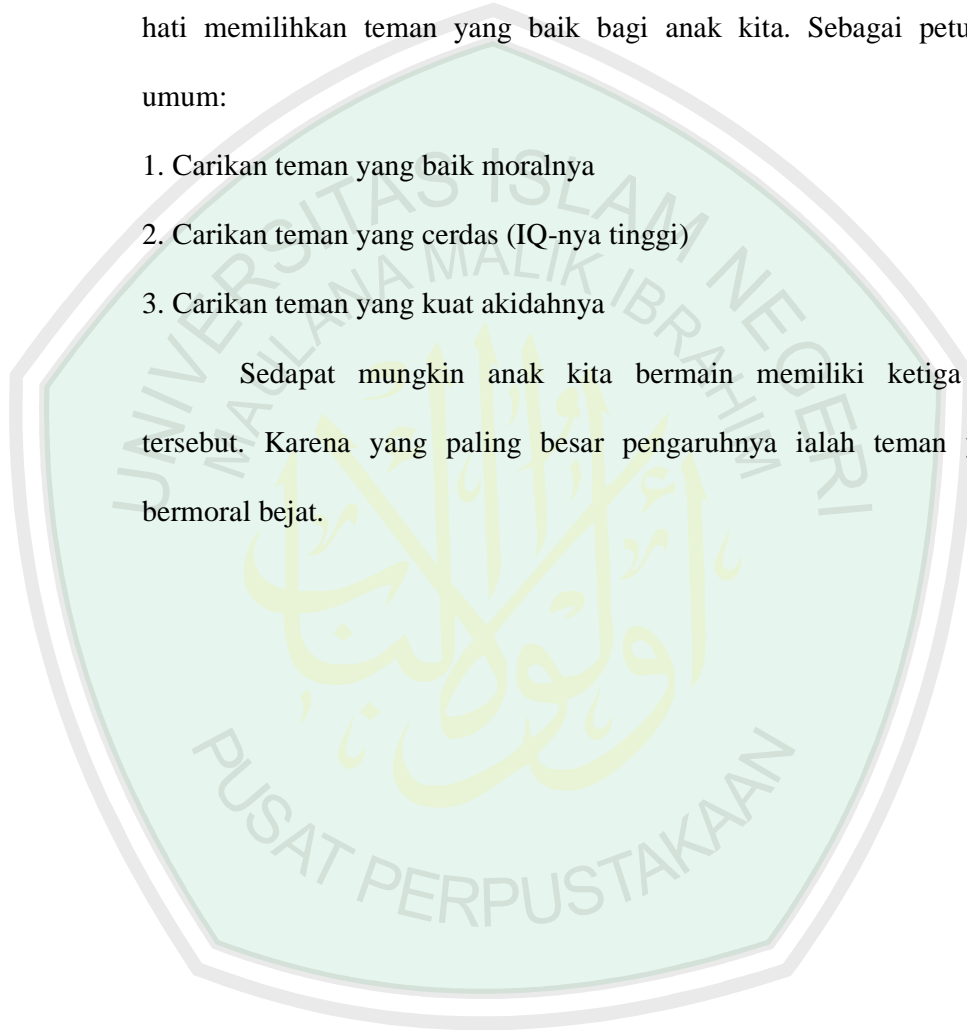 hati memilihkan teman yang baik bagi anak kita. Sebagai petu
umum:
1. Carikan teman yang baik moralnya
2. Carikan teman yang cerdas (IQ-nya tinggi)
3. Carikan teman yang kuat akidahnya
Sedapat mungkin anak kita bermain memiliki ketiga
tersebut. Karena yang paling besar pengaruhnya ialah teman
bermoral bejat.
UNIVERSITAS ISLAM NEGERI
MAULANA MALIK IBRAHIM
أولوا الألباب
PUSAT PERPUSTAKAAN